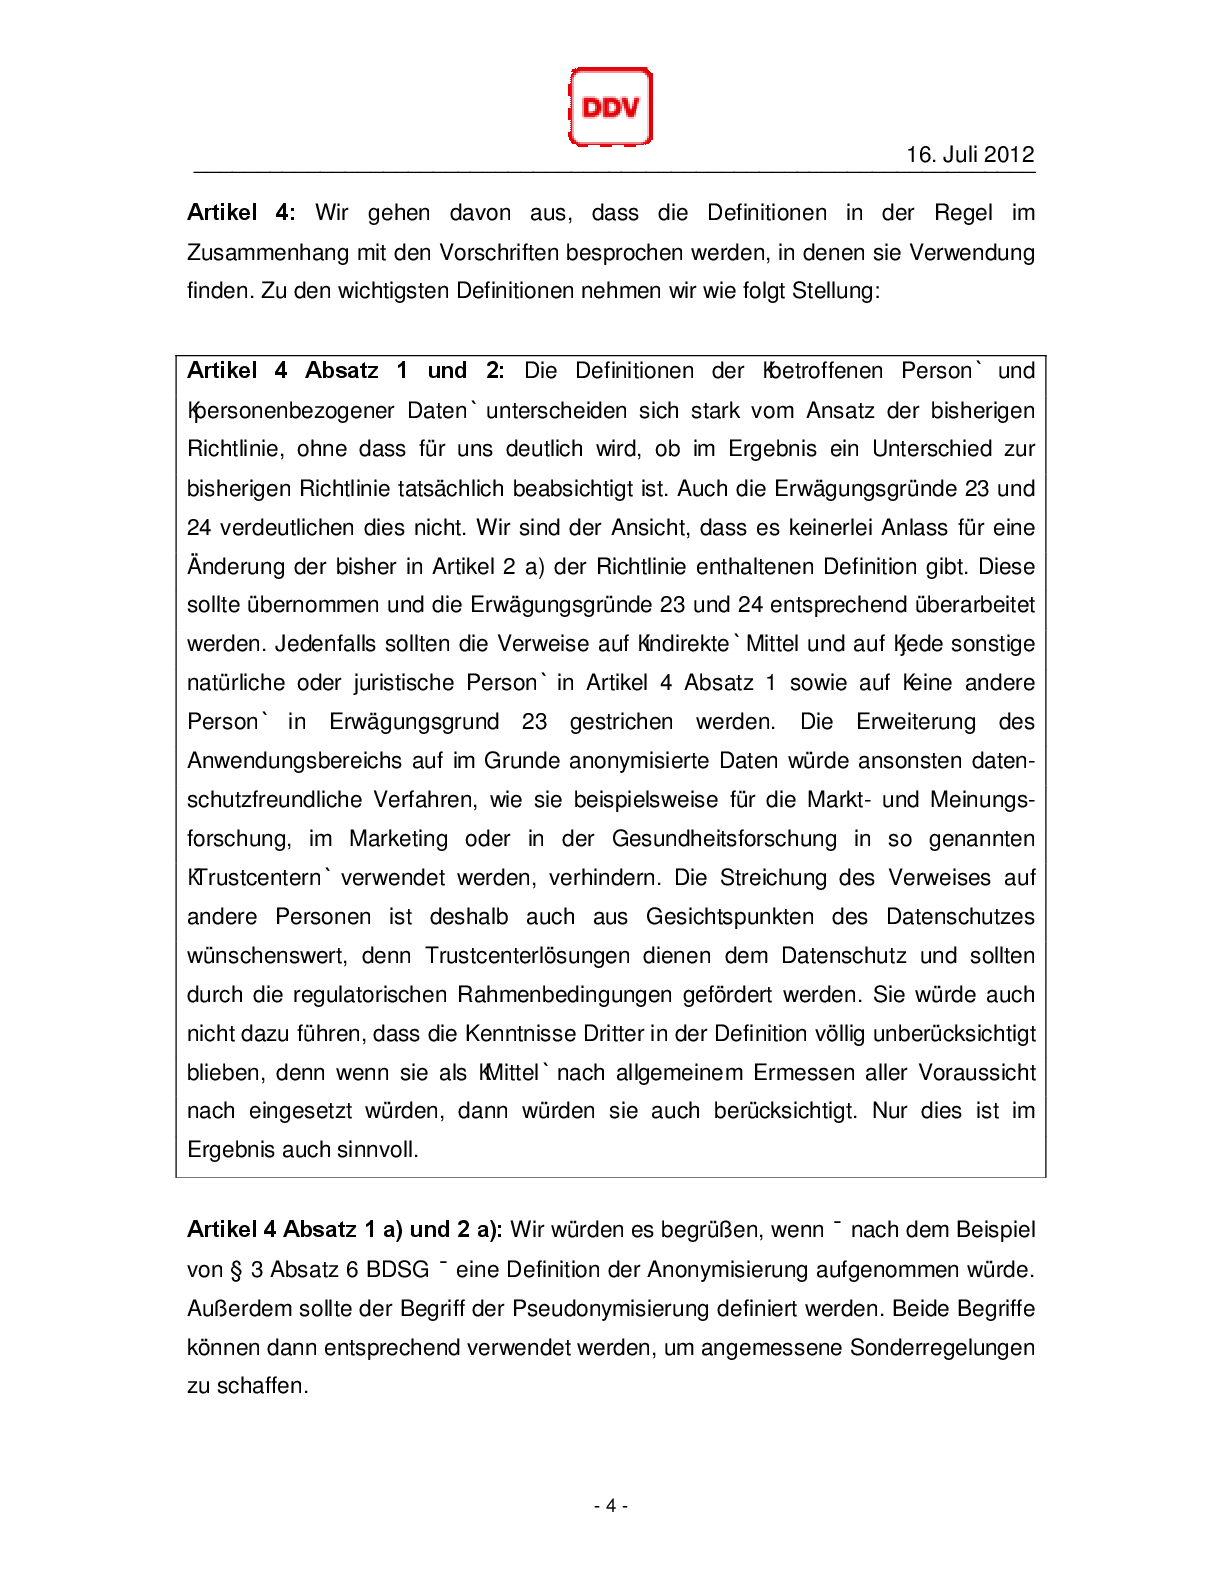 DDV
16. Juli 2012
Artikel 4: Wir gehen davon aus, dass die Definitionen in der Regel im
Zusammenhang mit den Vorschriften besprochen werden, in denen sie Verwendung
finden. Zu den wichtigsten Definitionen nehmen wir wie folgt Stellung:
Artikel 4 Absatz 1 und 2: Die Definitionen der Kbetroffenen Person` und
Kpersonenbezogener Daten` unterscheiden sich stark vom Ansatz der bisherigen
Richtlinie, ohne dass für uns deutlich wird, ob im Ergebnis ein Unterschied zur
bisherigen Richtlinie tatsächlich beabsichtigt ist. Auch die Erwägungsgründe 23 und
24 verdeutlichen dies nicht. Wir sind der Ansicht, dass es keinerlei Anlass für eine
Änderung der bisher in Artikel 2 a) der Richtlinie enthaltenen Definition gibt. Diese
sollte übernommen und die Erwägungsgründe 23 und 24 entsprechend überarbeitet
werden. Jedenfalls sollten die Verweise auf Kindirekte` Mittel und auf Kjede sonstige
natürliche oder juristische Person` in Artikel 4 Absatz 1 sowie auf Keine andere
Person` in Erwägungsgrund 23 gestrichen werden. Die Erweiterung des
Anwendungsbereichs auf im Grunde anonymisierte Daten würde ansonsten daten-
schutzfreundliche Verfahren, wie sie beispielsweise für die Markt- und Meinungs-
forschung, im Marketing oder in der Gesundheitsforschung in so genannten
KTrustcentern` verwendet werden, verhindern. Die Streichung des Verweises auf
andere Personen ist deshalb auch aus Gesichtspunkten des Datenschutzes
wünschenswert, denn Trustcenterlösungen dienen dem Datenschutz und sollten
durch die regulatorischen Rahmenbedingungen gefördert werden. Sie würde auch
nicht dazu führen, dass die Kenntnisse Dritter in der Definition völlig unberücksichtigt
blieben, denn wenn sie als KMittel` nach allgemeinem Ermessen aller Voraussicht
nach eingesetzt würden, dann würden sie auch berücksichtigt. Nur dies ist im
Ergebnis auch sinnvoll.
Artikel 4 Absatz 1 a) und 2 a): Wir würden es begrüßen, wenn ¯ nach dem Beispiel
von § 3 Absatz 6 BDSG ¯ eine Definition der Anonymisierung aufgenommen würde.
Außerdem sollte der Begriff der Pseudonymisierung definiert werden. Beide Begriffe
können dann entsprechend verwendet werden, um angemessene Sonderregelungen
zu schaffen.
- 4 -